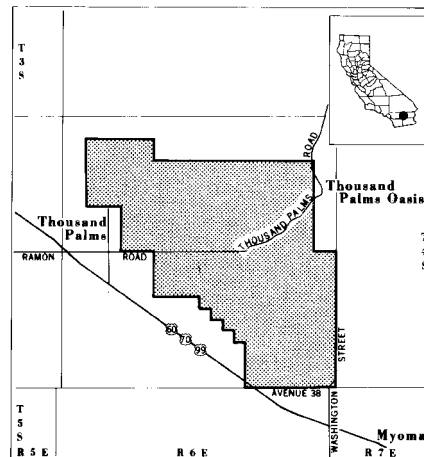 T
3
S
ROAD
Thousand
Palms Oasis
THOUSAND PALMS
Thousand
Palms
RAMON
ROAD
T
4
S
60
70
99
STREET
AVENUE 38
WASHINGTON
T
5
S
Myoma
R 5 E
R 6 E
R 7 E